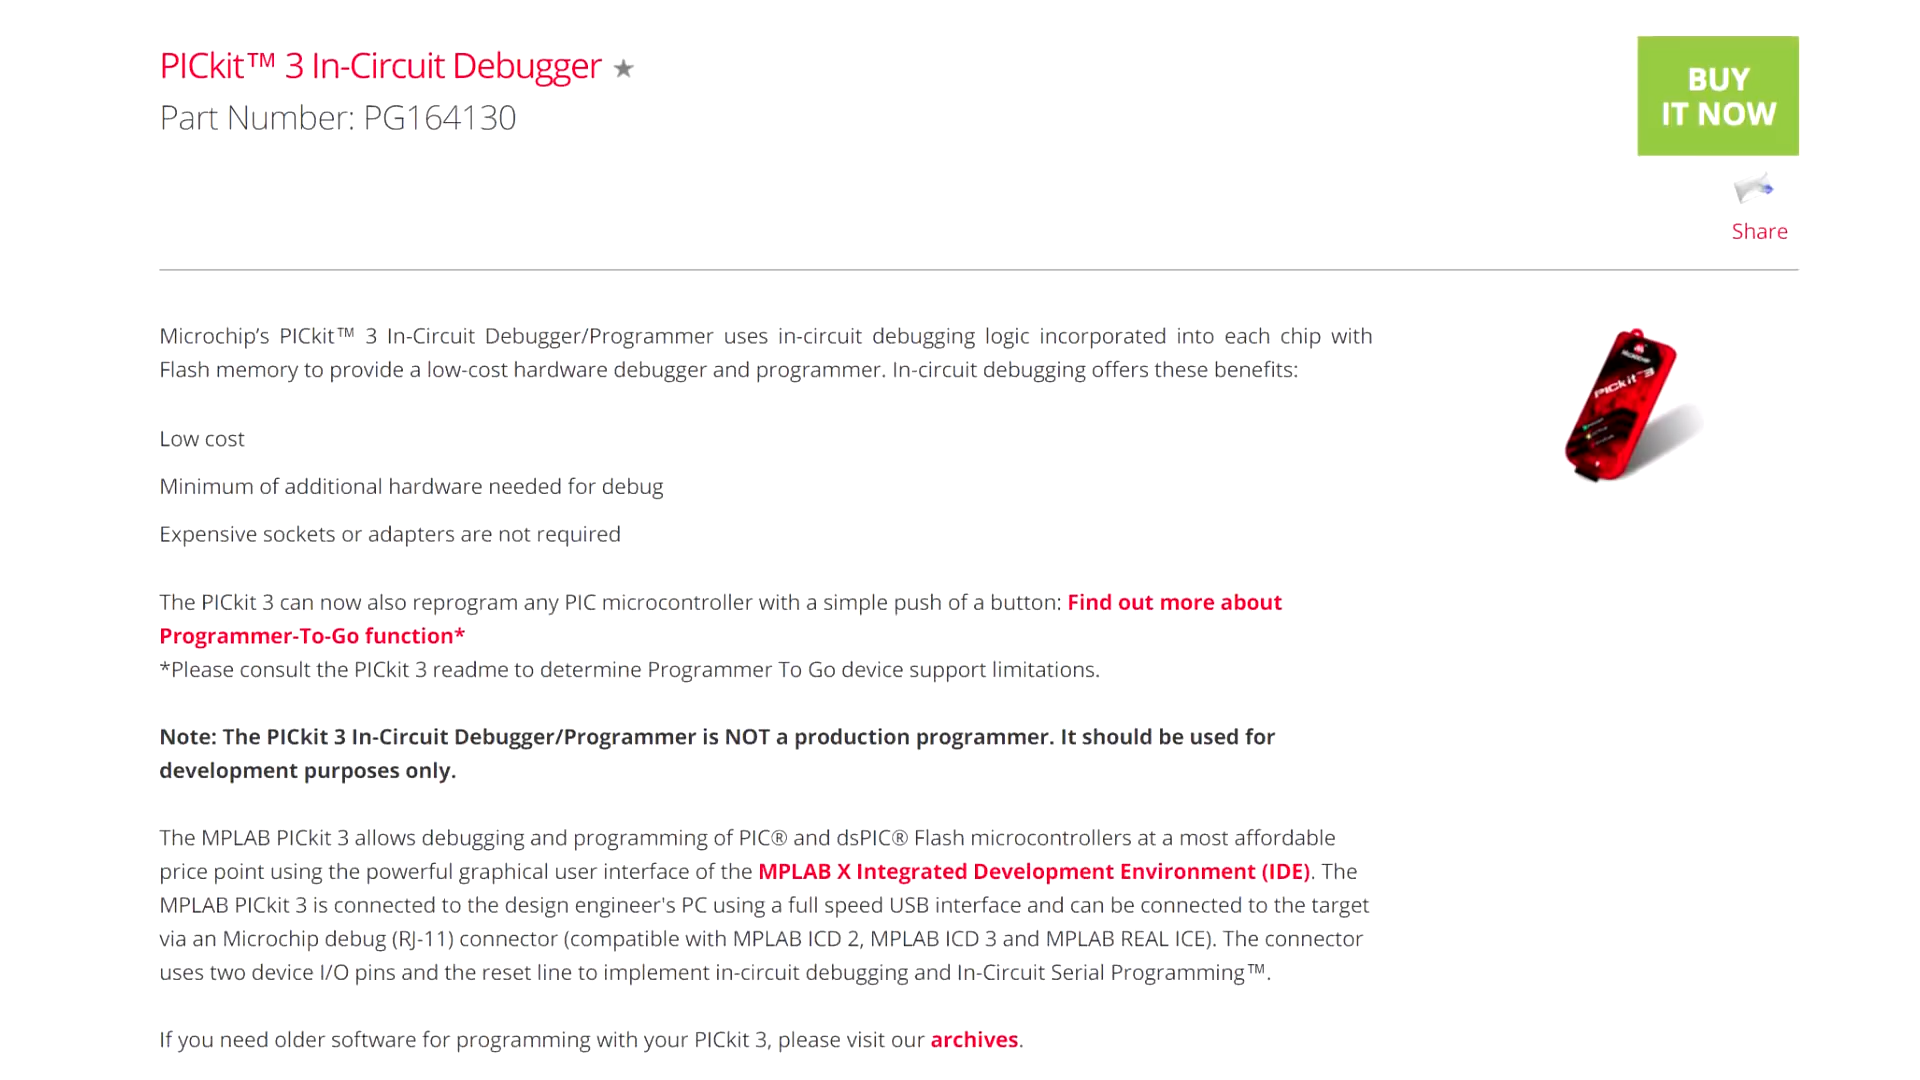 PICkit™ 3 In-Circuit Debugger ★
Part Number: PG164130
BUY
IT NOW
Share
Microchip’s PICkit™ 3 In-Circuit Debugger/Programmer uses in-circuit debugging logic incorporated into each chip with
Flash memory to provide a low-cost hardware debugger and programmer. In-circuit debugging offers these benefits:
PICkit™ 3
Low cost
Minimum of additional hardware needed for debug
Expensive sockets or adapters are not required
The PICkit 3 can now also reprogram any PIC microcontroller with a simple push of a button: Find out more about
Programmer-To-Go function*
*Please consult the PICkit 3 readme to determine Programmer To Go device support limitations.
Note: The PICkit 3 In-Circuit Debugger/Programmer is NOT a production programmer. It should be used for
development purposes only.
The MPLAB PICkit 3 allows debugging and programming of PIC® and dsPIC® Flash microcontrollers at a most affordable
price point using the powerful graphical user interface of the MPLAB X Integrated Development Environment (IDE). The
MPLAB PICkit 3 is connected to the design engineer's PC using a full speed USB interface and can be connected to the target
via an Microchip debug (RJ-11) connector (compatible with MPLAB ICD 2, MPLAB ICD 3 and MPLAB REAL ICE). The connector
uses two device I/O pins and the reset line to implement in-circuit debugging and In-Circuit Serial Programming™.
If you need older software for programming with your PICkit 3, please visit our archives.